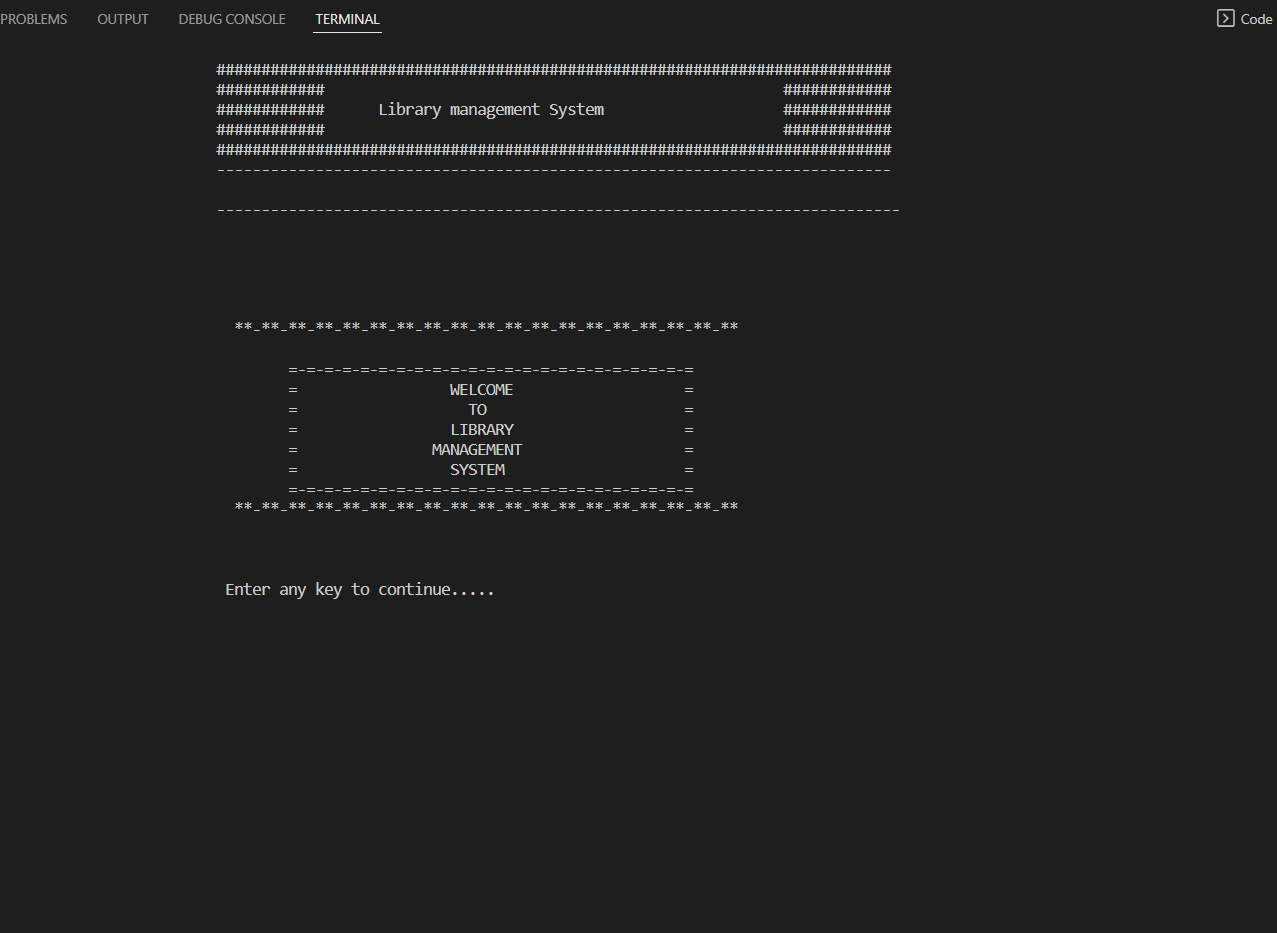 PROBLEMS OUTPUT DEBUG CONSOLE TERMINAL Code
###########################################################################
############                                                   ############
############      Library management System                    ############
############                                                   ############
###########################################################################
---------------------------------------------------------------------------
----------------------------------------------------------------------------
**-**-**-**-**-**-**-**-**-**-**-**-**-**-**-**-**-**-**
=-=-=-=-=-=-=-=-=-=-=-=-=-=-=-=-=-=-=-=-=-=-=
=                 WELCOME                   =
=                   TO                      =
=                 LIBRARY                   =
=               MANAGEMENT                  =
=                 SYSTEM                    =
=-=-=-=-=-=-=-=-=-=-=-=-=-=-=-=-=-=-=-=-=-=-=
**-**-**-**-**-**-**-**-**-**-**-**-**-**-**-**-**-**-**
Enter any key to continue.....